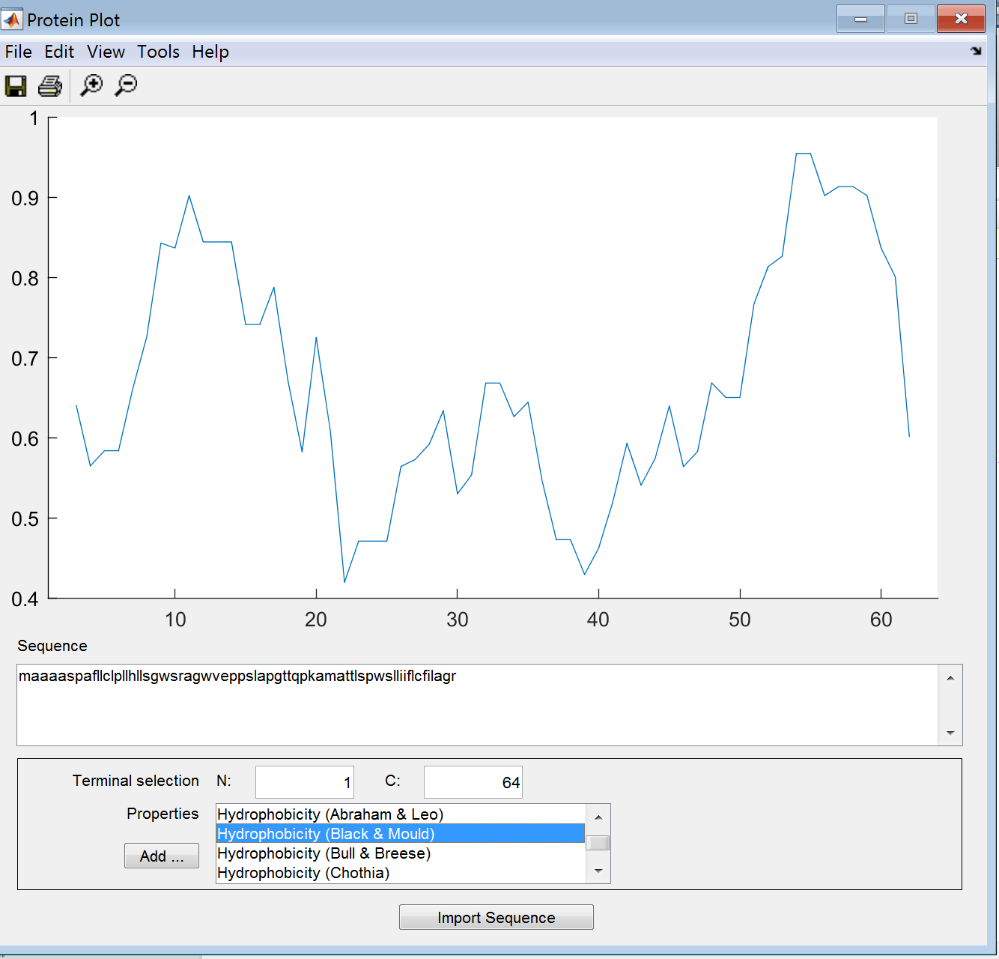 Protein Plot
File Edit View Tools Help
1
0.9
0.8
0.7
0.6
0.5
0.4
10 20 30 40 50 60
Sequence
maaaaspafllclpllhllsgwsragwveppslapgttqpkamattlspwslliiflcfilagr
Terminal selection N: 1 C: 64
Properties
Hydrophobicity (Abraham & Leo)
Hydrophobicity (Black & Mould)
Add ...
Hydrophobicity (Bull & Breese)
Hydrophobicity (Chothia)
Import Sequence